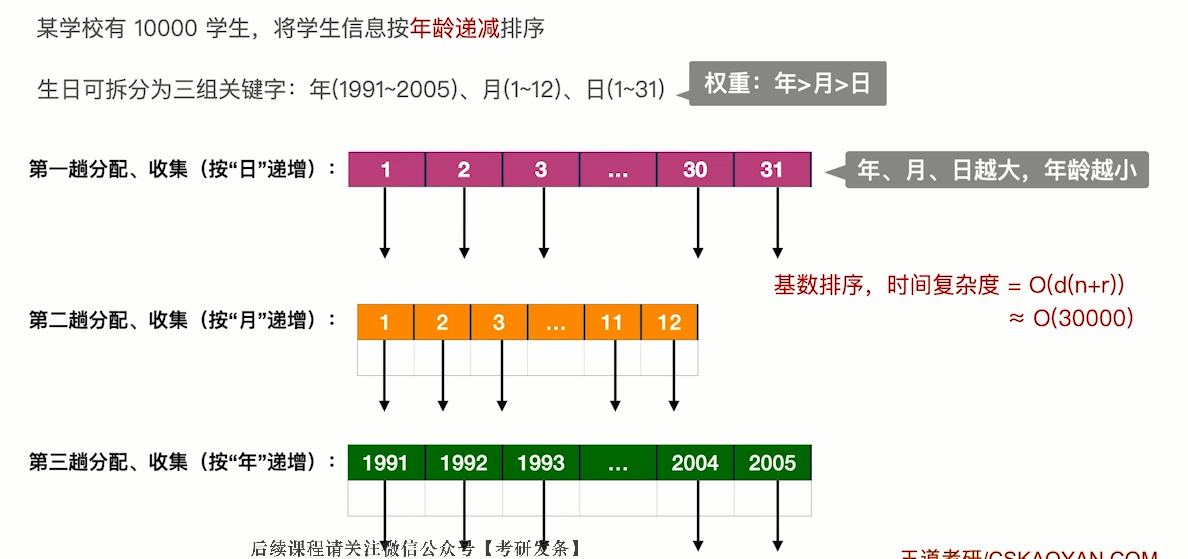 某学校有 10000 学生，将学生信息按年龄递减排序
生日可拆分为三组关键字：年(1991~2005)、月(1~12)、日(1~31)
权重：年>月>日
第一趟分配、收集（按“日”递增）：
1 2 3 ... 30 31
年、月、日越大，年龄越小
基数排序，时间复杂度 = O(d(n+r))
≈ O(30000)
第二趟分配、收集（按“月”递增）：
1 2 3 ... 11 12
第三趟分配、收集（按“年”递增）：
1991 1992 1993 ... 2004 2005
后续课程请关注微信公众号【考研发条】
王道考研/CSKAOYAN.COM